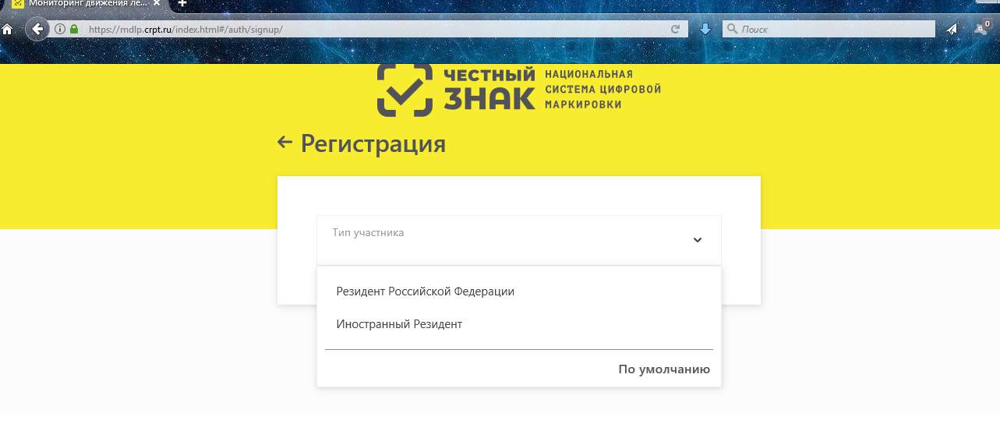 Мониторинг движения ле...
https://mdlp.crpt.ru/index.html#/auth/signup/
Поиск
0
ЧЕСТНЫЙ
ЗНАК
НАЦИОНАЛЬНАЯ
СИСТЕМА ЦИФРОВОЙ
МАРКИРОВКИ
Регистрация
Тип участника
Резидент Российской Федерации
Иностранный Резидент
По умолчанию